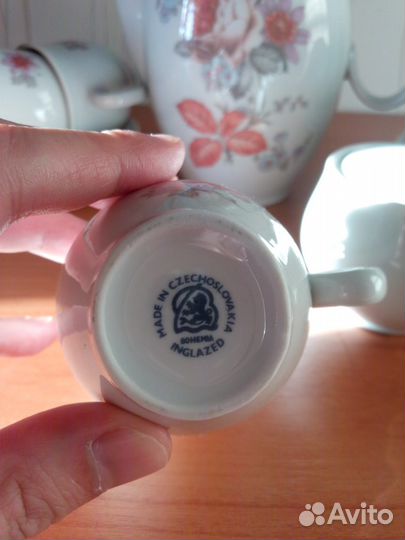 MADE IN CZECHOSLOVAKIA
BOHEMIA
INGLAZED
Avito